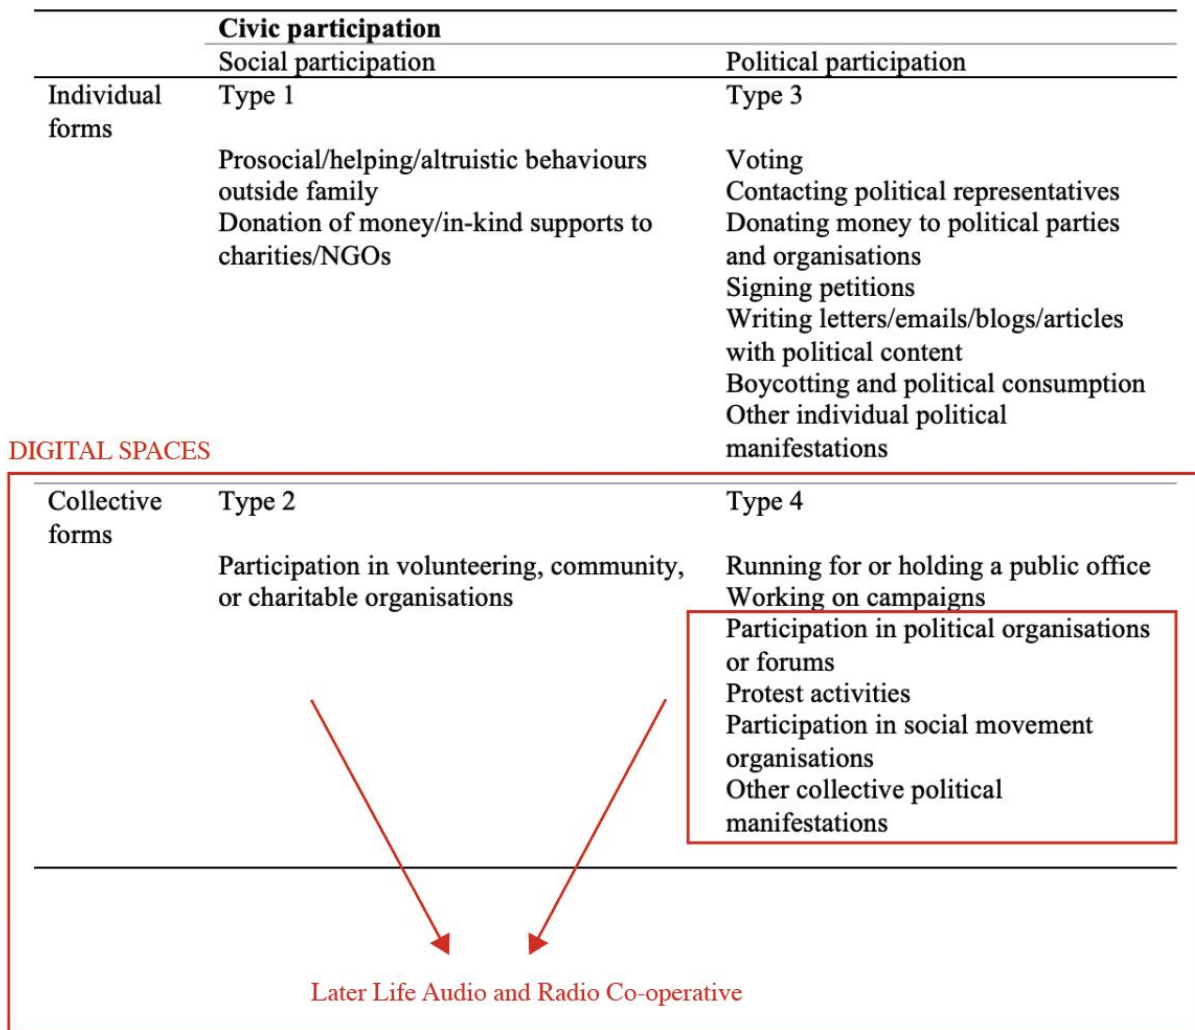 Civic participation
Social participation Political participation
Individual forms Type 1 Type 3
Prosocial/helping/altruistic behaviours
outside family
Donation of money/in-kind supports to
charities/NGOs
Voting
Contacting political representatives
Donating money to political parties
and organisations
Signing petitions
Writing letters/emails/blogs/articles
with political content
Boycotting and political consumption
Other individual political
manifestations
DIGITAL SPACES
Collective forms Type 2 Type 4
Participation in volunteering, community,
or charitable organisations
Running for or holding a public office
Working on campaigns
Participation in political organisations
or forums
Protest activities
Participation in social movement
organisations
Other collective political
manifestations
Later Life Audio and Radio Co-operative